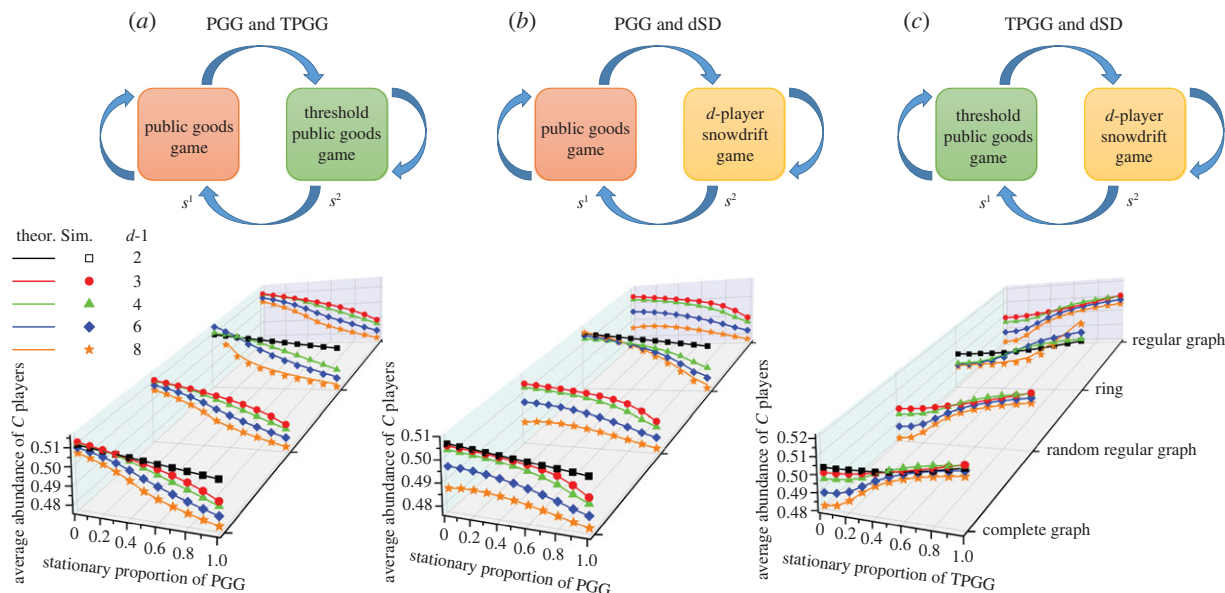 (a) PGG and TPGG
public goods
game
threshold
public goods
game
s1 s2
(b) PGG and dSD
public goods
game
d-player
snowdrift
game
s1 s2
(c) TPGG and dSD
threshold
public goods
game
d-player
snowdrift
game
s1 s2
theor. Sim. d-1
2
3
4
6
8
average abundance of C players
0.51
0.50
0.49
0.48
0 0.2 0.4 0.6 0.8 1.0
stationary proportion of PGG
average abundance of C players
0.51
0.50
0.49
0.48
0 0.2 0.4 0.6 0.8 1.0
stationary proportion of PGG
average abundance of C players
0.52
0.51
0.50
0.49
0.48
0 0.2 0.4 0.6 0.8 1.0
stationary proportion of TPGG
regular graph
ring
random regular graph
complete graph